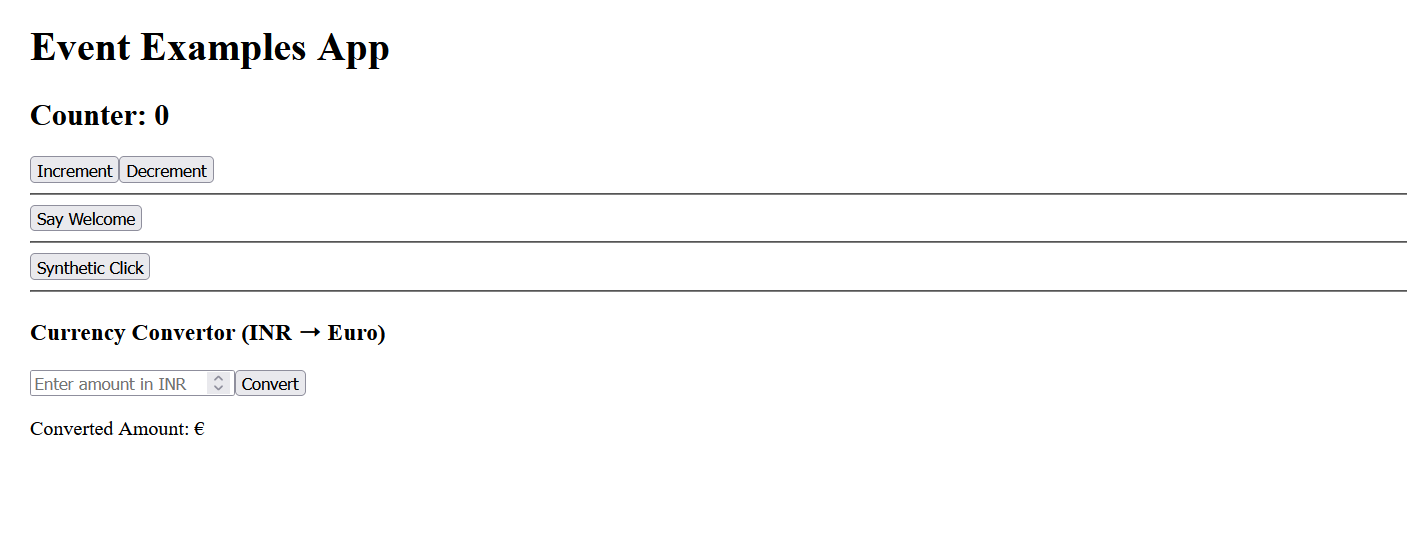 Event Examples App
Counter: 0
Increment Decrement
Say Welcome
Synthetic Click
Currency Convertor (INR → Euro)
Enter amount in INR Convert
Converted Amount: €